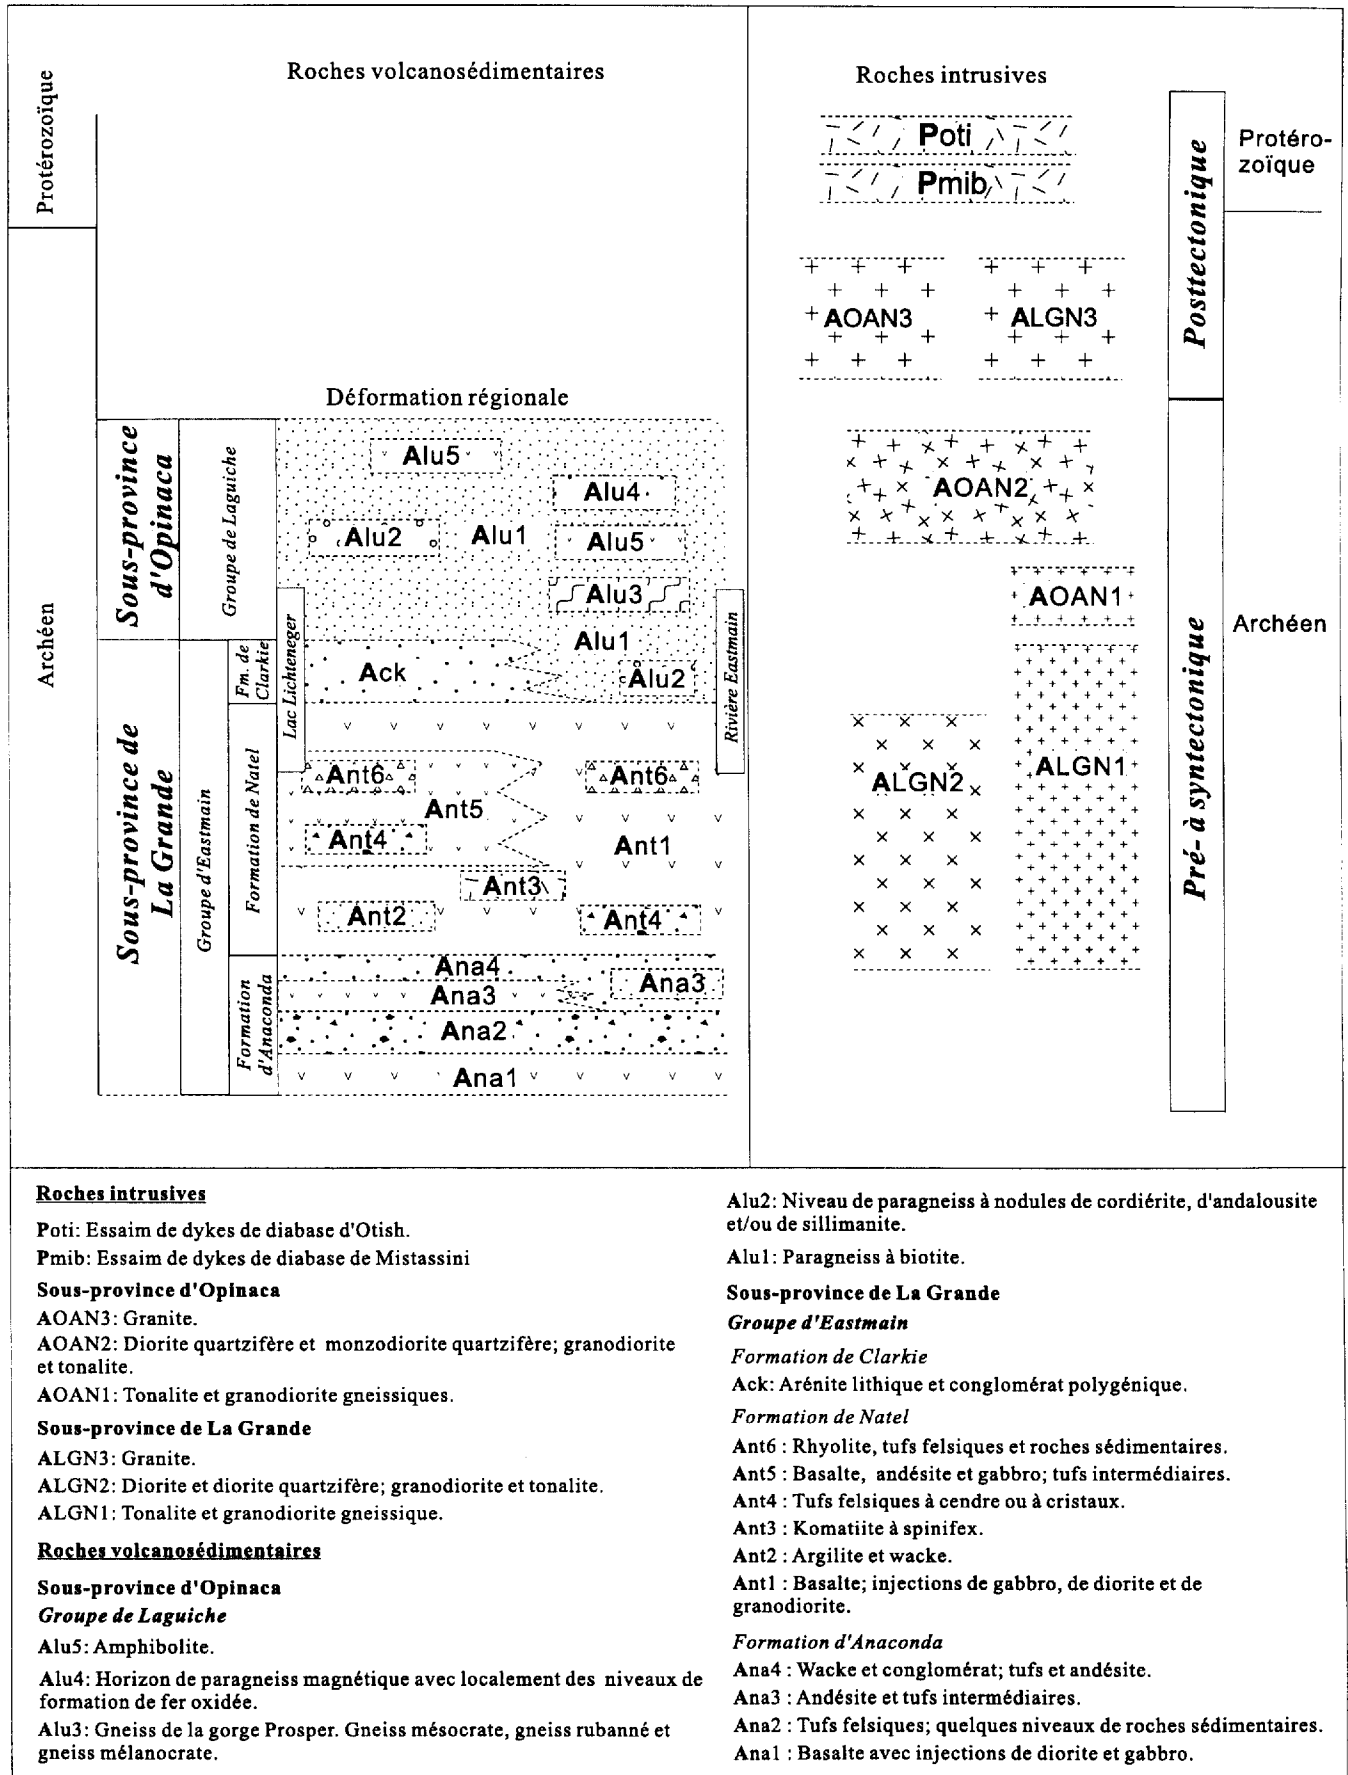 Roches volcanosédimentaires
Roches intrusives
Protérozoïque
Archéen
Poti
Pmib
AOAN3
ALGN3
AOAN2
AOAN1
ALGN1
ALGN2
Posttectonique
Pré- à syntectonique
Protéro-
zoïque
Archéen
Déformation régionale
Sous-province
d'Opinaca
Groupe de Laguiche
Sous-province de
La Grande
Groupe d'Eastmain
Fm. de
Clarkie
Formation de Natel
Formation
d'Anaconda
Lac Lichteneger
Rivière Eastmain
Alu5
Alu4
Alu2
Alu1
Alu5
Alu3
Alu1
Ack
Alu2
Ant6
Ant6
Ant5
Ant4
Ant1
Ant3
Ant2
Ant4
Ana4
Ana3
Ana3
Ana2
Ana1
Roches intrusives
Poti: Essaim de dykes de diabase d'Otish.
Pmib: Essaim de dykes de diabase de Mistassini
Sous-province d'Opinaca
AOAN3: Granite.
AOAN2: Diorite quartzifère et monzodiorite quartzifère; granodiorite
et tonalite.
AOAN1: Tonalite et granodiorite gneissiques.
Sous-province de La Grande
ALGN3: Granite.
ALGN2: Diorite et diorite quartzifère; granodiorite et tonalite.
ALGN1: Tonalite et granodiorite gneissique.
Roches volcanosédimentaires
Sous-province d'Opinaca
Groupe de Laguiche
Alu5: Amphibolite.
Alu4: Horizon de paragneiss magnétique avec localement des niveaux de
formation de fer oxidée.
Alu3: Gneiss de la gorge Prosper. Gneiss mésocrate, gneiss rubanné et
gneiss mélanocrate.
Alu2: Niveau de paragneiss à nodules de cordiérite, d'andalousite
et/ou de sillimanite.
Alu1: Paragneiss à biotite.
Sous-province de La Grande
Groupe d'Eastmain
Formation de Clarkie
Ack: Arénite lithique et conglomérat polygénique.
Formation de Natel
Ant6 : Rhyolite, tufs felsiques et roches sédimentaires.
Ant5 : Basalte, andésite et gabbro; tufs intermédiaires.
Ant4 : Tufs felsiques à cendre ou à cristaux.
Ant3 : Komatiite à spinifex.
Ant2 : Argilite et wacke.
Ant1 : Basalte; injections de gabbro, de diorite et de
granodiorite.
Formation d'Anaconda
Ana4 : Wacke et conglomérat; tufs et andésite.
Ana3 : Andésite et tufs intermédiaires.
Ana2 : Tufs felsiques; quelques niveaux de roches sédimentaires.
Ana1 : Basalte avec injections de diorite et gabbro.